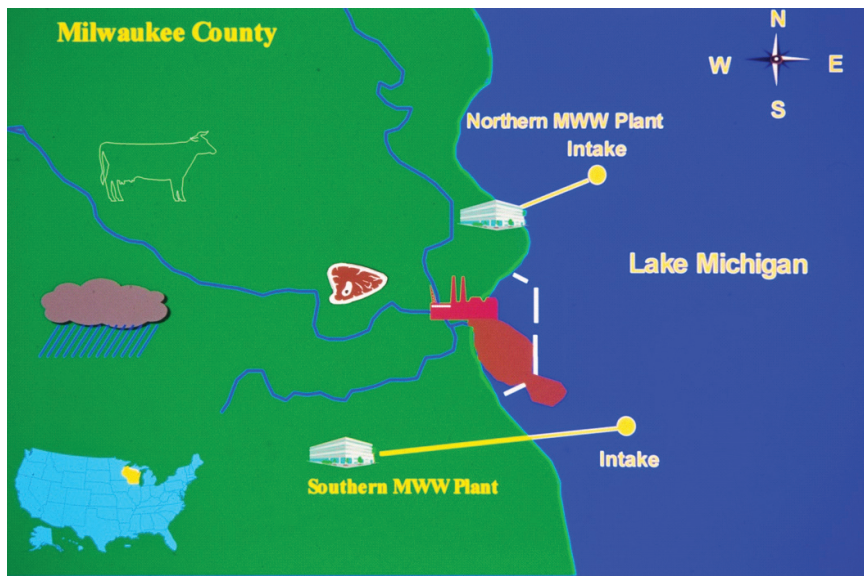 Milwaukee County
N
W
E
S
Northern MWW Plant
Intake
Lake Michigan
Intake
Southern MWW Plant